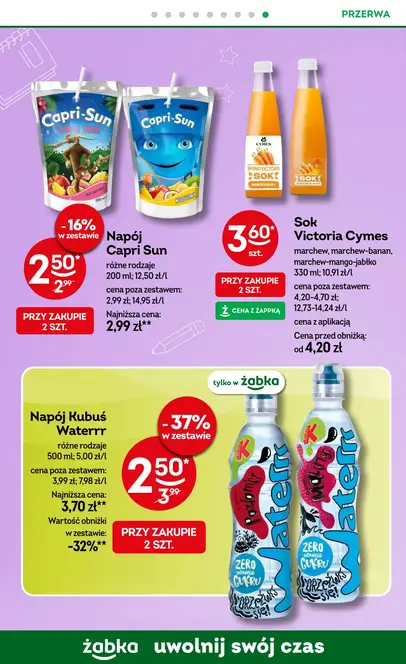 PRZERWA
Capri-Sun
Capri-Sun
CYMES
SOK
SOK
-16%
w zestawie
2 50*
2 99
PRZY ZAKUPIE
2 SZT.
Napój
Capri Sun
różne rodzaje
200 ml; 12,50 zł/l
cena poza zestawem:
2,99 zł; 14,95 zł/l
Najniższa cena:
2,99 zł**
3 60*
szt.
PRZY ZAKUPIE
2 SZT.
CENA Z ŻAPPKĄ
Sok
Victoria Cymes
marchew, marchew-banan,
marchew-mango-jabłko
330 ml; 10,91 zł/l
cena poza zestawem:
4,20-4,70 zł;
12,73-14,24 zł/l
cena z aplikacją
Cena przed obniżką:
od 4,20 zł
tylko w żabka
Napój Kubuś
Waterrr
różne rodzaje
500 ml; 5,00 zł/l
cena poza zestawem:
3,99 zł; 7,98 zł/l
Najniższa cena:
3,70 zł**
Wartość obniżki
w zestawie:
-32%**
-37%
w zestawie
2 50*
3 99
PRZY ZAKUPIE
2 SZT.
K
Waterrr
ZERO
CUKRU
K
Waterrr
ZERO
CUKRU
żabka uwolnij swój czas